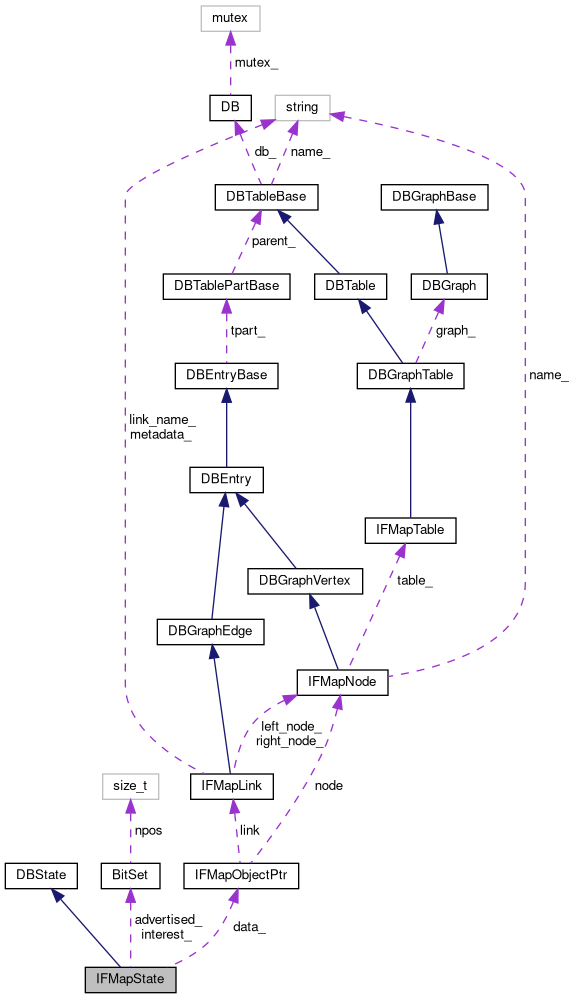 mutex
mutex_
DB
string
db_
name_
DBTableBase
DBGraphBase
parent_
DBTablePartBase
DBTable
DBGraph
tpart_
graph_
DBEntryBase
DBGraphTable
name_
link_name_
metadata_
DBEntry
IFMapTable
DBGraphVertex
table_
DBGraphEdge
IFMapNode
left_node_
right_node_
size_t
IFMapLink
node
npos
link
DBState
BitSet
IFMapObjectPtr
advertised_
interest_
data_
IFMapState